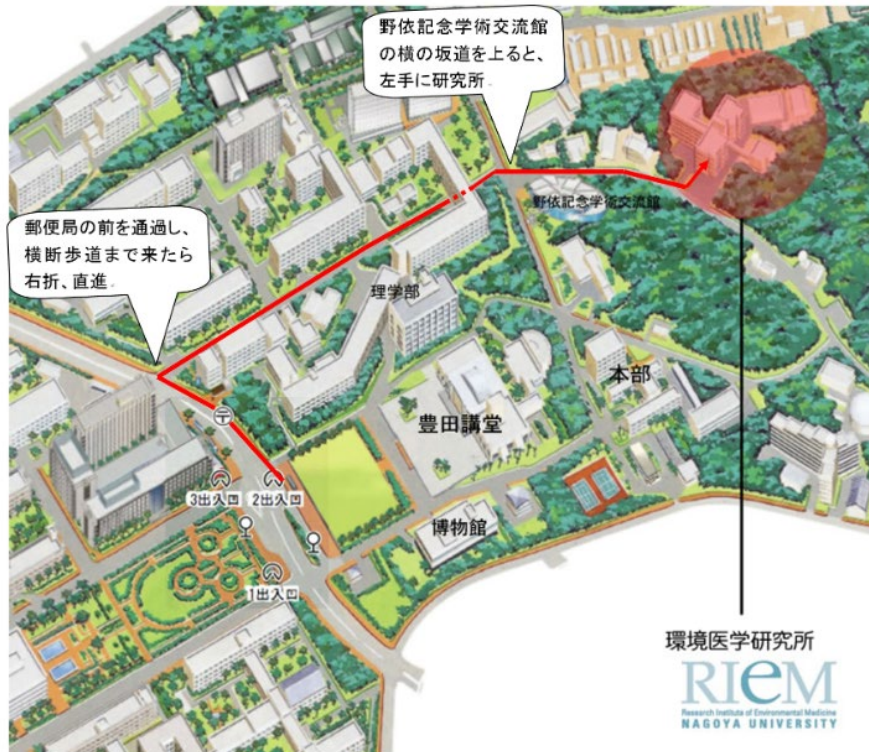 野依記念学術交流館
の横の坂道を上ると、
左手に研究所.
郵便局の前を通過し、
横断歩道まで来たら
右折、直進.
野依記念学術交流館
理学部
本部
豊田講堂
〒
3出入口
2出入口
博物館
1出入口
環境医学研究所
RIeM
Research Institute of Environmental Medicine
NAGOYA UNIVERSITY